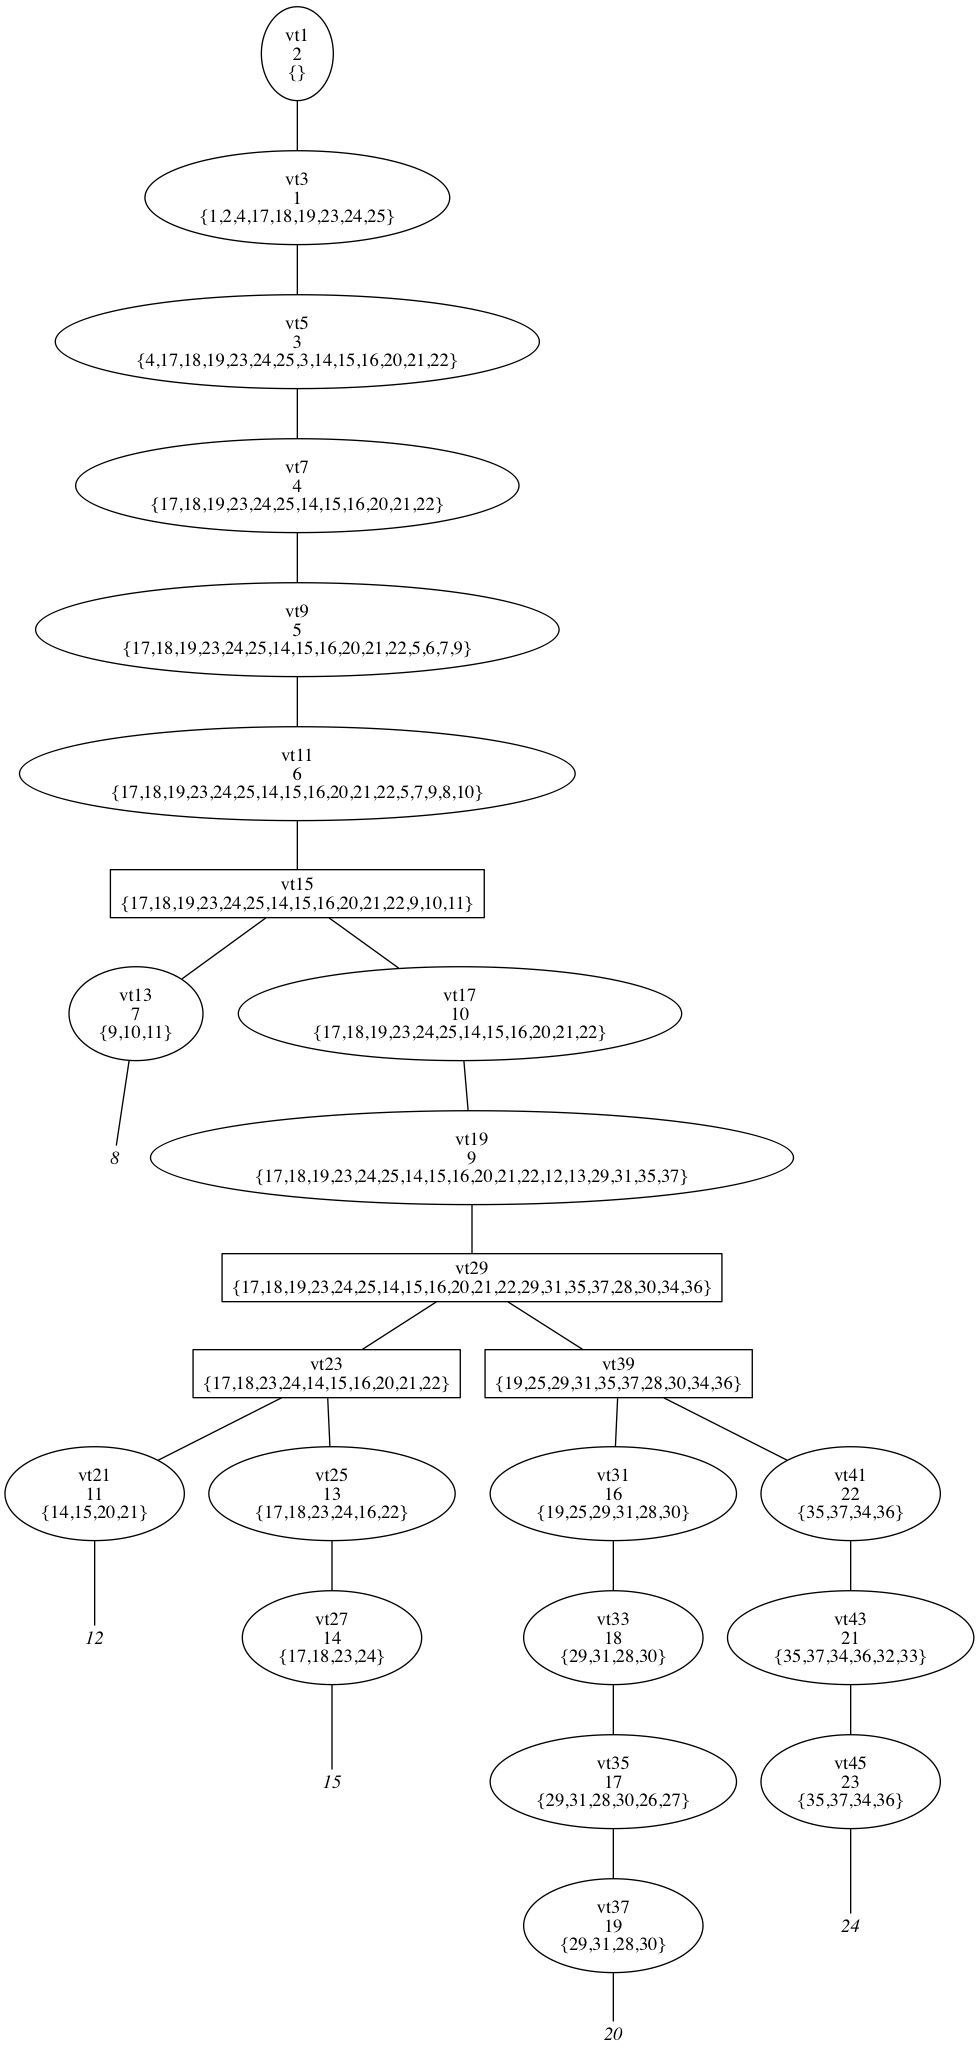 vt1
2
{}
vt3
1
{1,2,4,17,18,19,23,24,25}
vt5
3
{4,17,18,19,23,24,25,3,14,15,16,20,21,22}
vt7
4
{17,18,19,23,24,25,14,15,16,20,21,22}
vt9
5
{17,18,19,23,24,25,14,15,16,20,21,22,5,6,7,9}
vt11
6
{17,18,19,23,24,25,14,15,16,20,21,22,5,7,9,8,10}
vt15
{17,18,19,23,24,25,14,15,16,20,21,22,9,10,11}
vt13
7
{9,10,11}
vt17
10
{17,18,19,23,24,25,14,15,16,20,21,22}
8
vt19
9
{17,18,19,23,24,25,14,15,16,20,21,22,12,13,29,31,35,37}
vt29
{17,18,19,23,24,25,14,15,16,20,21,22,29,31,35,37,28,30,34,36}
vt23
{17,18,23,24,14,15,16,20,21,22}
vt39
{19,25,29,31,35,37,28,30,34,36}
vt21
11
{14,15,20,21}
vt25
13
{17,18,23,24,16,22}
vt31
16
{19,25,29,31,28,30}
vt41
22
{35,37,34,36}
12
vt27
14
{17,18,23,24}
vt33
18
{29,31,28,30}
vt43
21
{35,37,34,36,32,33}
15
vt35
17
{29,31,28,30,26,27}
vt45
23
{35,37,34,36}
vt37
19
{29,31,28,30}
24
20